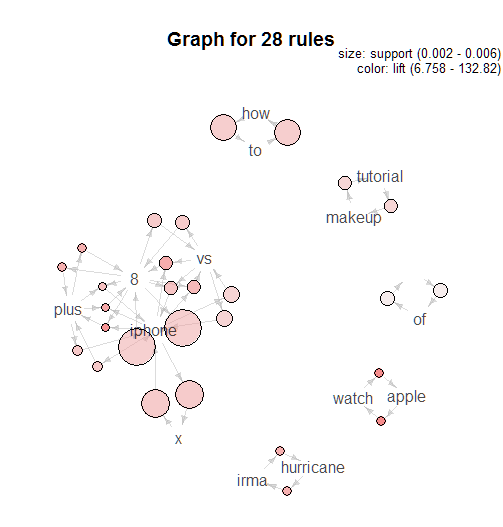 Graph for 28 rules
size: support (0.002 - 0.006)
color: lift (6.758 - 132.82)
how
to
tutorial
makeup
vs
8
plus
of
iphone
watch
apple
x
hurricane
irma